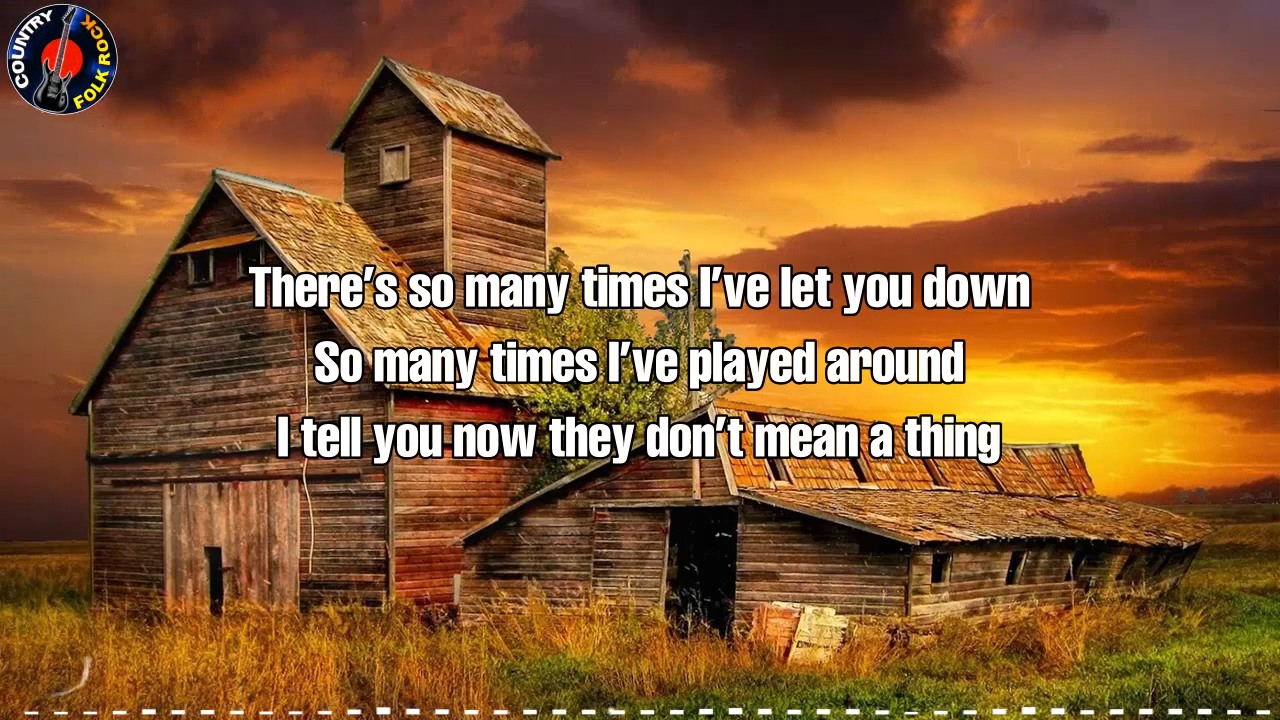 COUNTRY
FOLK ROCK
There's so many times I've let you down
So many times I've played around
I tell you now they don't mean a thing